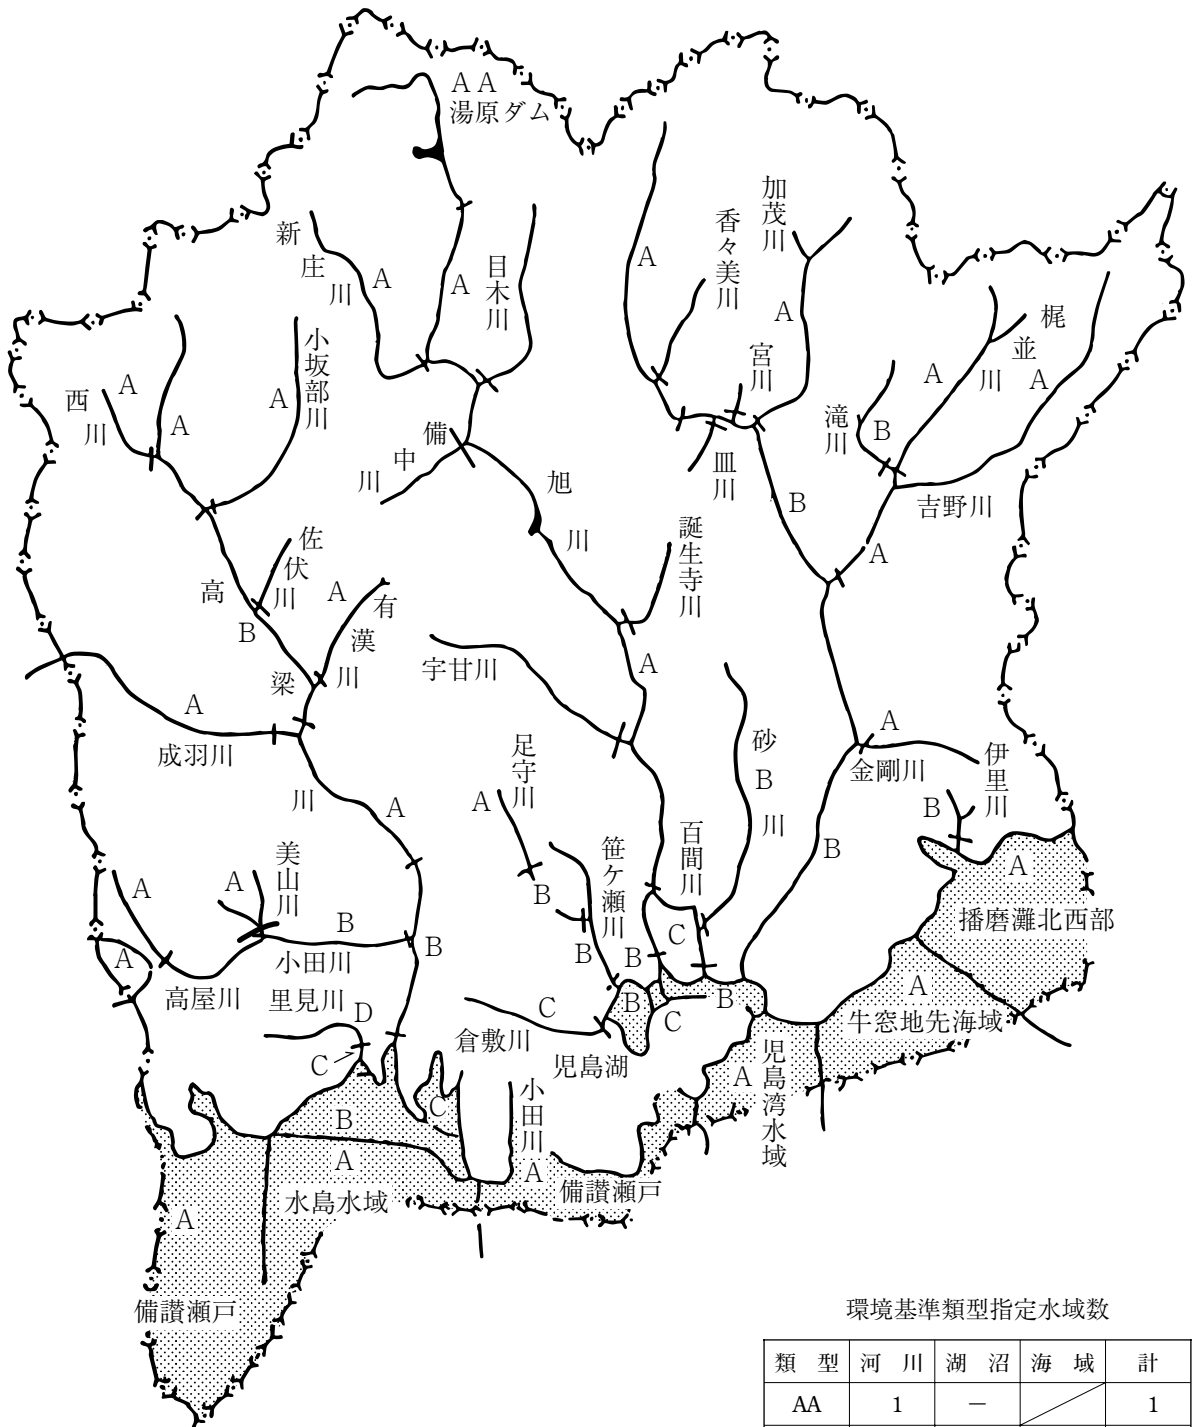 AA
湯原ダム
新庄川
A
A
目木川
A
香々美川
加茂川
A
宮川
皿川
梶並川
A
A
滝川
B
吉野川
A
西川
A
A
小坂部川
A
備中川
旭川
B
誕生寺川
佐伯川
A
有漢川
高梁川
B
宇甘川
A
A
成羽川
砂川
B
足守川
A
A
金剛川
伊里川
B
A
播磨灘北西部
美山川
A
A
B
小田川
B
笹ケ瀬川
B
B
百間川
C
B
B
A
高屋川
里見川
D
C
倉敷川
C
B
C
B
児島湖
A
牛窓地先海域
児島湾水域
A
小田川
C
B
A
水島水域
A
備讃瀬戸
A
備讃瀬戸
環境基準類型指定水域数
類型 河川 湖沼 海域 計
AA 1 − 1